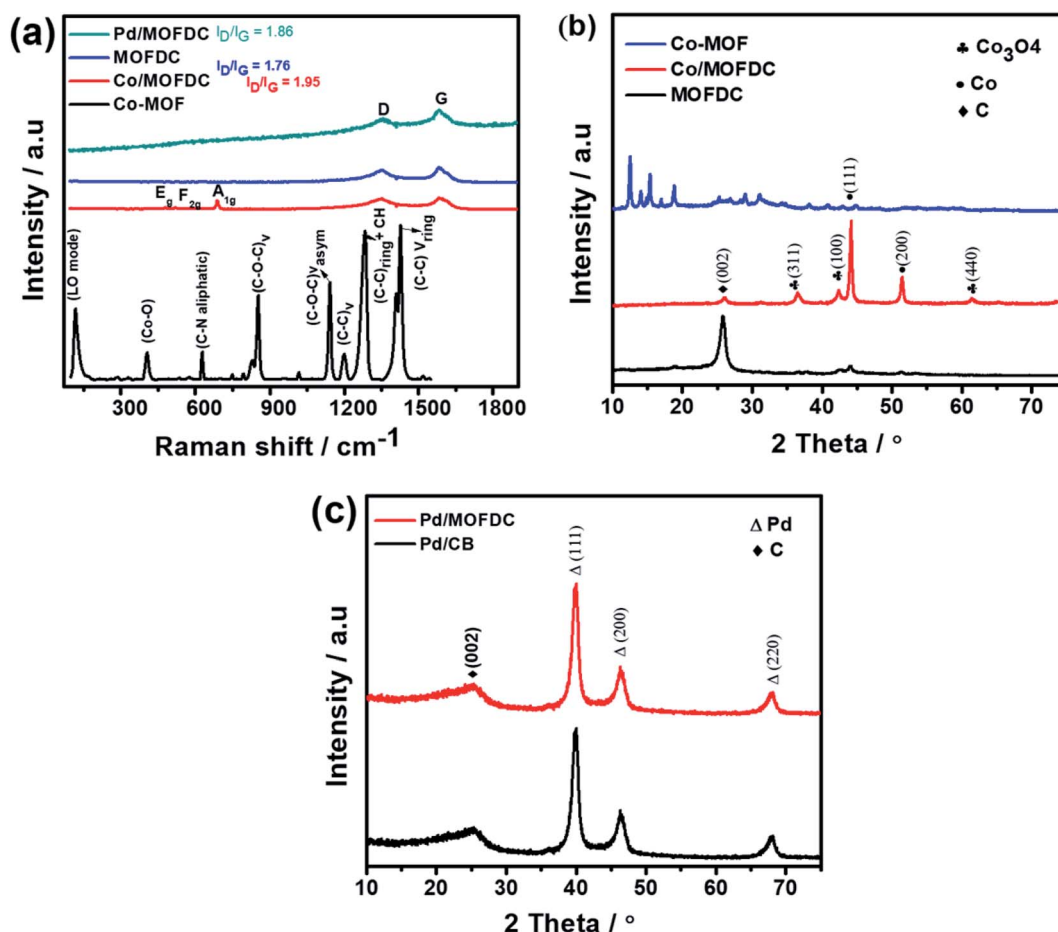 (a)
Pd/MOFDC I_D/I_G = 1.86
MOFDC I_D/I_G = 1.76
Co/MOFDC I_D/I_G = 1.95
Co-MOF
D
G
E_g
F_2g
A_1g
(LO mode)
(Co-O)
(C-N aliphatic)
(C-O-C)_v
(C-O-C)v_asym
(C-C)_v
(C-C)_ring + CH
(C-C) V_ring
Intensity / a.u
300 600 900 1200 1500 1800
Raman shift / cm⁻¹
(b)
Co-MOF
Co/MOFDC
MOFDC
♣ Co₃O4
● Co
◆ C
●(111)
◆(002)
♣(311)
♣(100)
●(200)
♣(440)
Intensity / a.u
10 20 30 40 50 60 70
2 Theta / °
(c)
Pd/MOFDC
Pd/CB
Δ Pd
◆ C
◆(002)
Δ (111)
Δ (200)
Δ (220)
Intensity / a.u
10 20 30 40 50 60 70
2 Theta / °